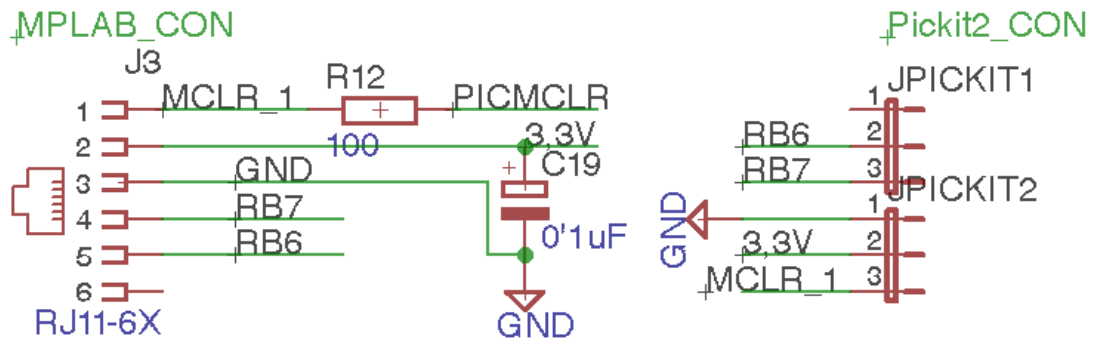 MPLAB_CON
Pickit2_CON
J3
JPICKIT1
R12
1 MCLR_1 PICMCLR
100
2 3,3V
C19
3 GND
4 RB7
5 RB6
0'1uF
6
RJ11-6X
GND
1
RB6 2
RB7 3
JPICKIT2
GND 1
3,3V 2
MCLR_1 3